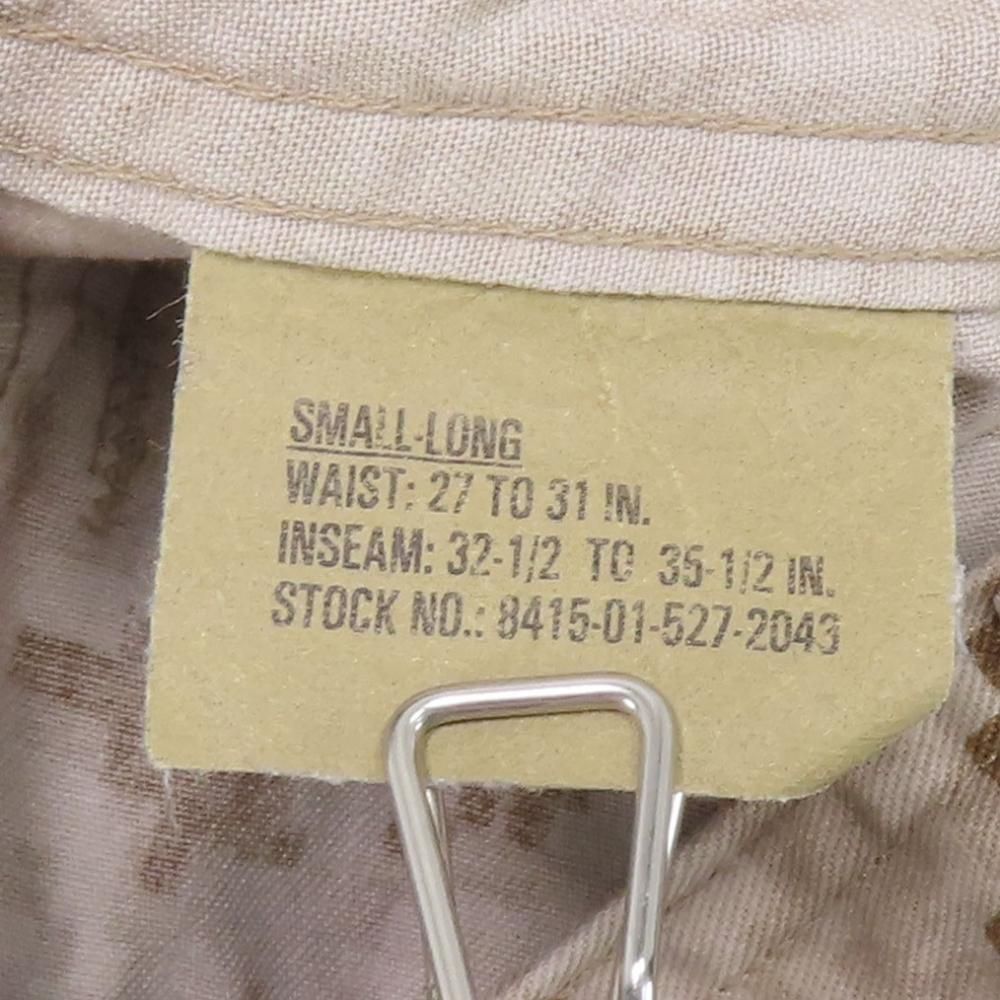 SMALL-LONG
WAIST: 27 TO 31 IN.
INSEAM: 32-1/2 TO 35-1/2 IN.
STOCK NO.: 8415-01-527-2043